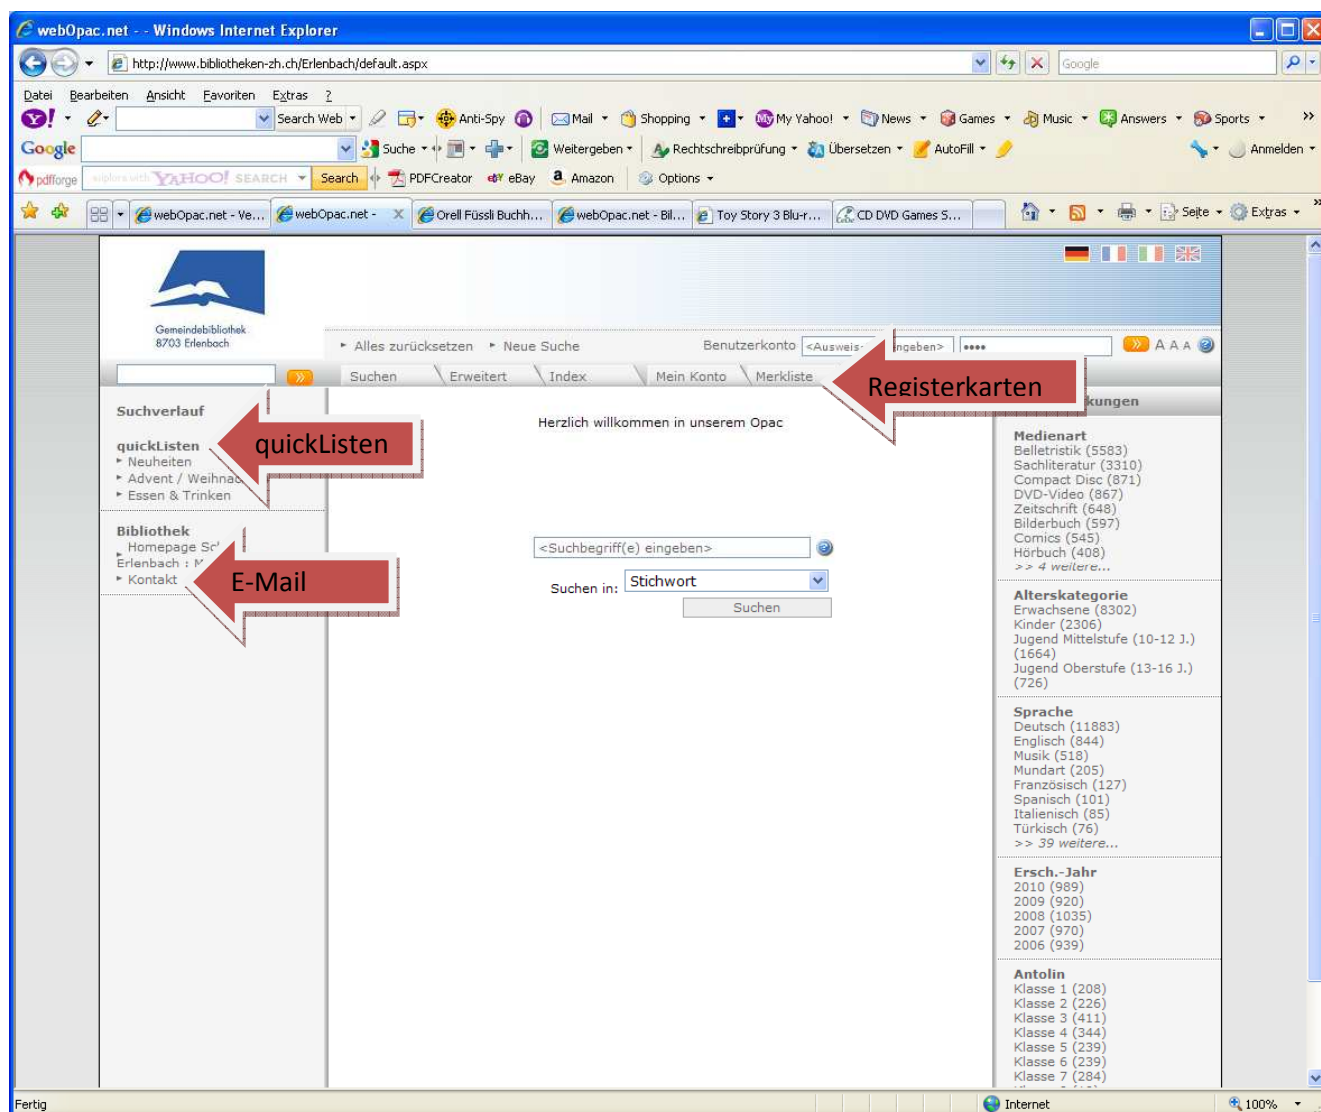 webOpac.net - - Windows Internet Explorer
http://www.bibliotheken-zh.ch/Erlenbach/default.aspx
Google
Datei Bearbeiten Ansicht Favoriten Extras ?
Y! Search Web Anti-Spy Mail Shopping My Yahoo! News Games Music Answers Sports »
Google Suche Weitergeben Rechtschreibprüfung Übersetzen AutoFill Anmelden
pdfforge YAHOO! SEARCH Search PDFCreator eBay Amazon Options
webOpac.net - Ve... webOpac.net - X Orell Füssli Buchh... webOpac.net - Bil... Toy Story 3 Blu-r... CD DVD Games S... Seite Extras »
Gemeindebibliothek
8703 Erlenbach
Alles zurücksetzen Neue Suche Benutzerkonto <Ausweis- ingeben> •••• A A A ?
Suchen Erweitert Index Mein Konto Merkliste
Registerkarten
Suchverlauf
quickListen
Neuheiten
Advent / Weihnac
Essen & Trinken
quickListen
Bibliothek
Homepage Sc
Erlenbach : M
Kontakt
E-Mail
Herzlich willkommen in unserem Opac
<Suchbegriff(e) eingeben>
Suchen in: Stichwort
Suchen
kungen
Medienart
Belletristik (5583)
Sachliteratur (3310)
Compact Disc (871)
DVD-Video (867)
Zeitschrift (648)
Bilderbuch (597)
Comics (545)
Hörbuch (408)
>> 4 weitere...
Alterskategorie
Erwachsene (8302)
Kinder (2306)
Jugend Mittelstufe (10-12 J.)
(1664)
Jugend Oberstufe (13-16 J.)
(726)
Sprache
Deutsch (11883)
Englisch (844)
Musik (518)
Mundart (205)
Französisch (127)
Spanisch (101)
Italienisch (85)
Türkisch (76)
>> 39 weitere...
Ersch.-Jahr
2010 (989)
2009 (920)
2008 (1035)
2007 (970)
2006 (939)
Antolin
Klasse 1 (208)
Klasse 2 (226)
Klasse 3 (411)
Klasse 4 (344)
Klasse 5 (239)
Klasse 6 (239)
Klasse 7 (284)
Fertig Internet 100%